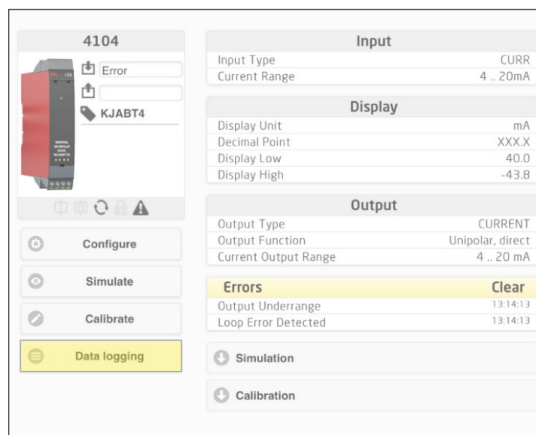 4104
Error
KJABT4
Configure
Simulate
Calibrate
Data logging
Input
Input Type CURR
Current Range 4 .. 20mA
Display
Display Unit mA
Decimal Point XXX.X
Display Low 40.0
Display High -43.8
Output
Output Type CURRENT
Output Function Unipolar, direct
Current Output Range 4 .. 20 mA
Errors Clear
Output Underrange 13:14:13
Loop Error Detected 13:14:13
Simulation
Calibration